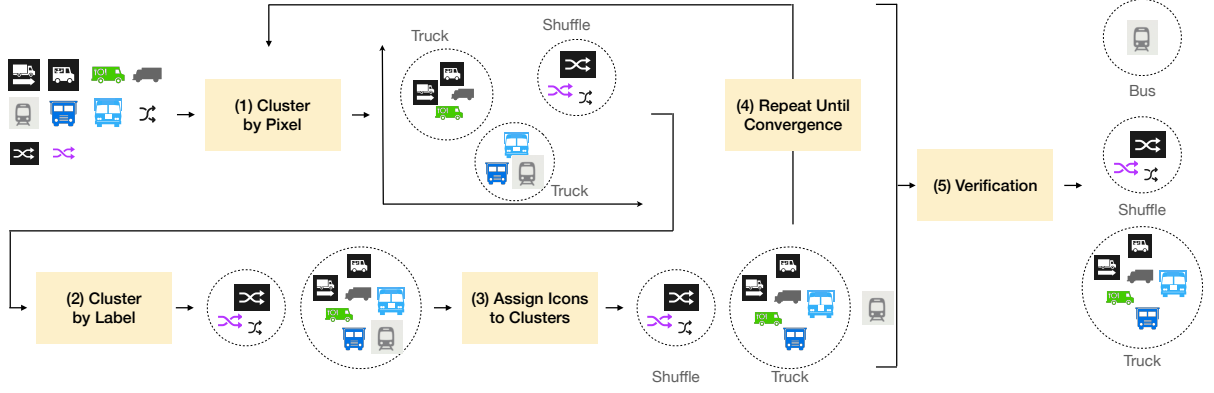 Truck
Shuffle
(1) Cluster
by Pixel
Truck
(4) Repeat Until
Convergence
(5) Verification
Bus
Shuffle
(2) Cluster
by Label
(3) Assign Icons
to Clusters
Shuffle
Truck
Truck